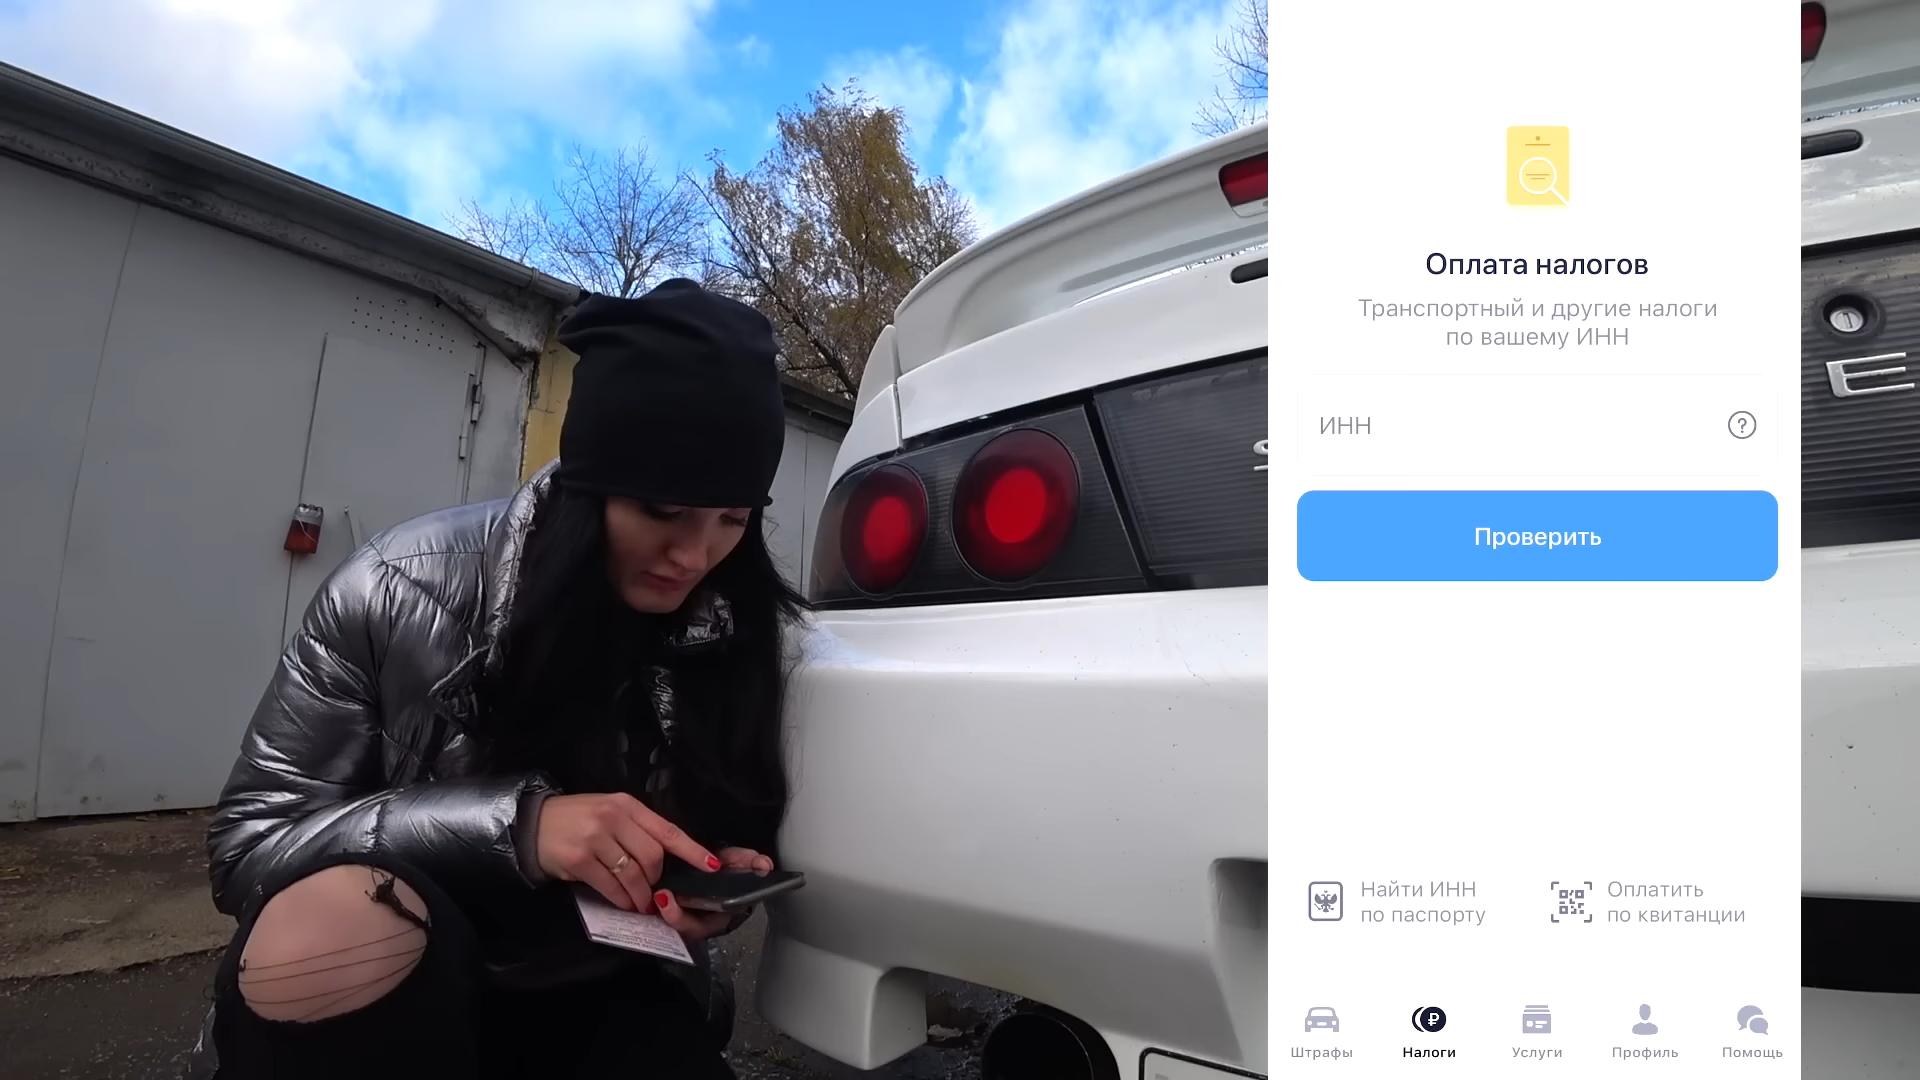 Оплата налогов
Транспортный и другие налоги
по вашему ИНН
ИНН
Проверить
Найти ИНН
по паспорту
Оплатить
по квитанции
Штрафы
Налоги
Услуги
Профиль
Помощь
S
E